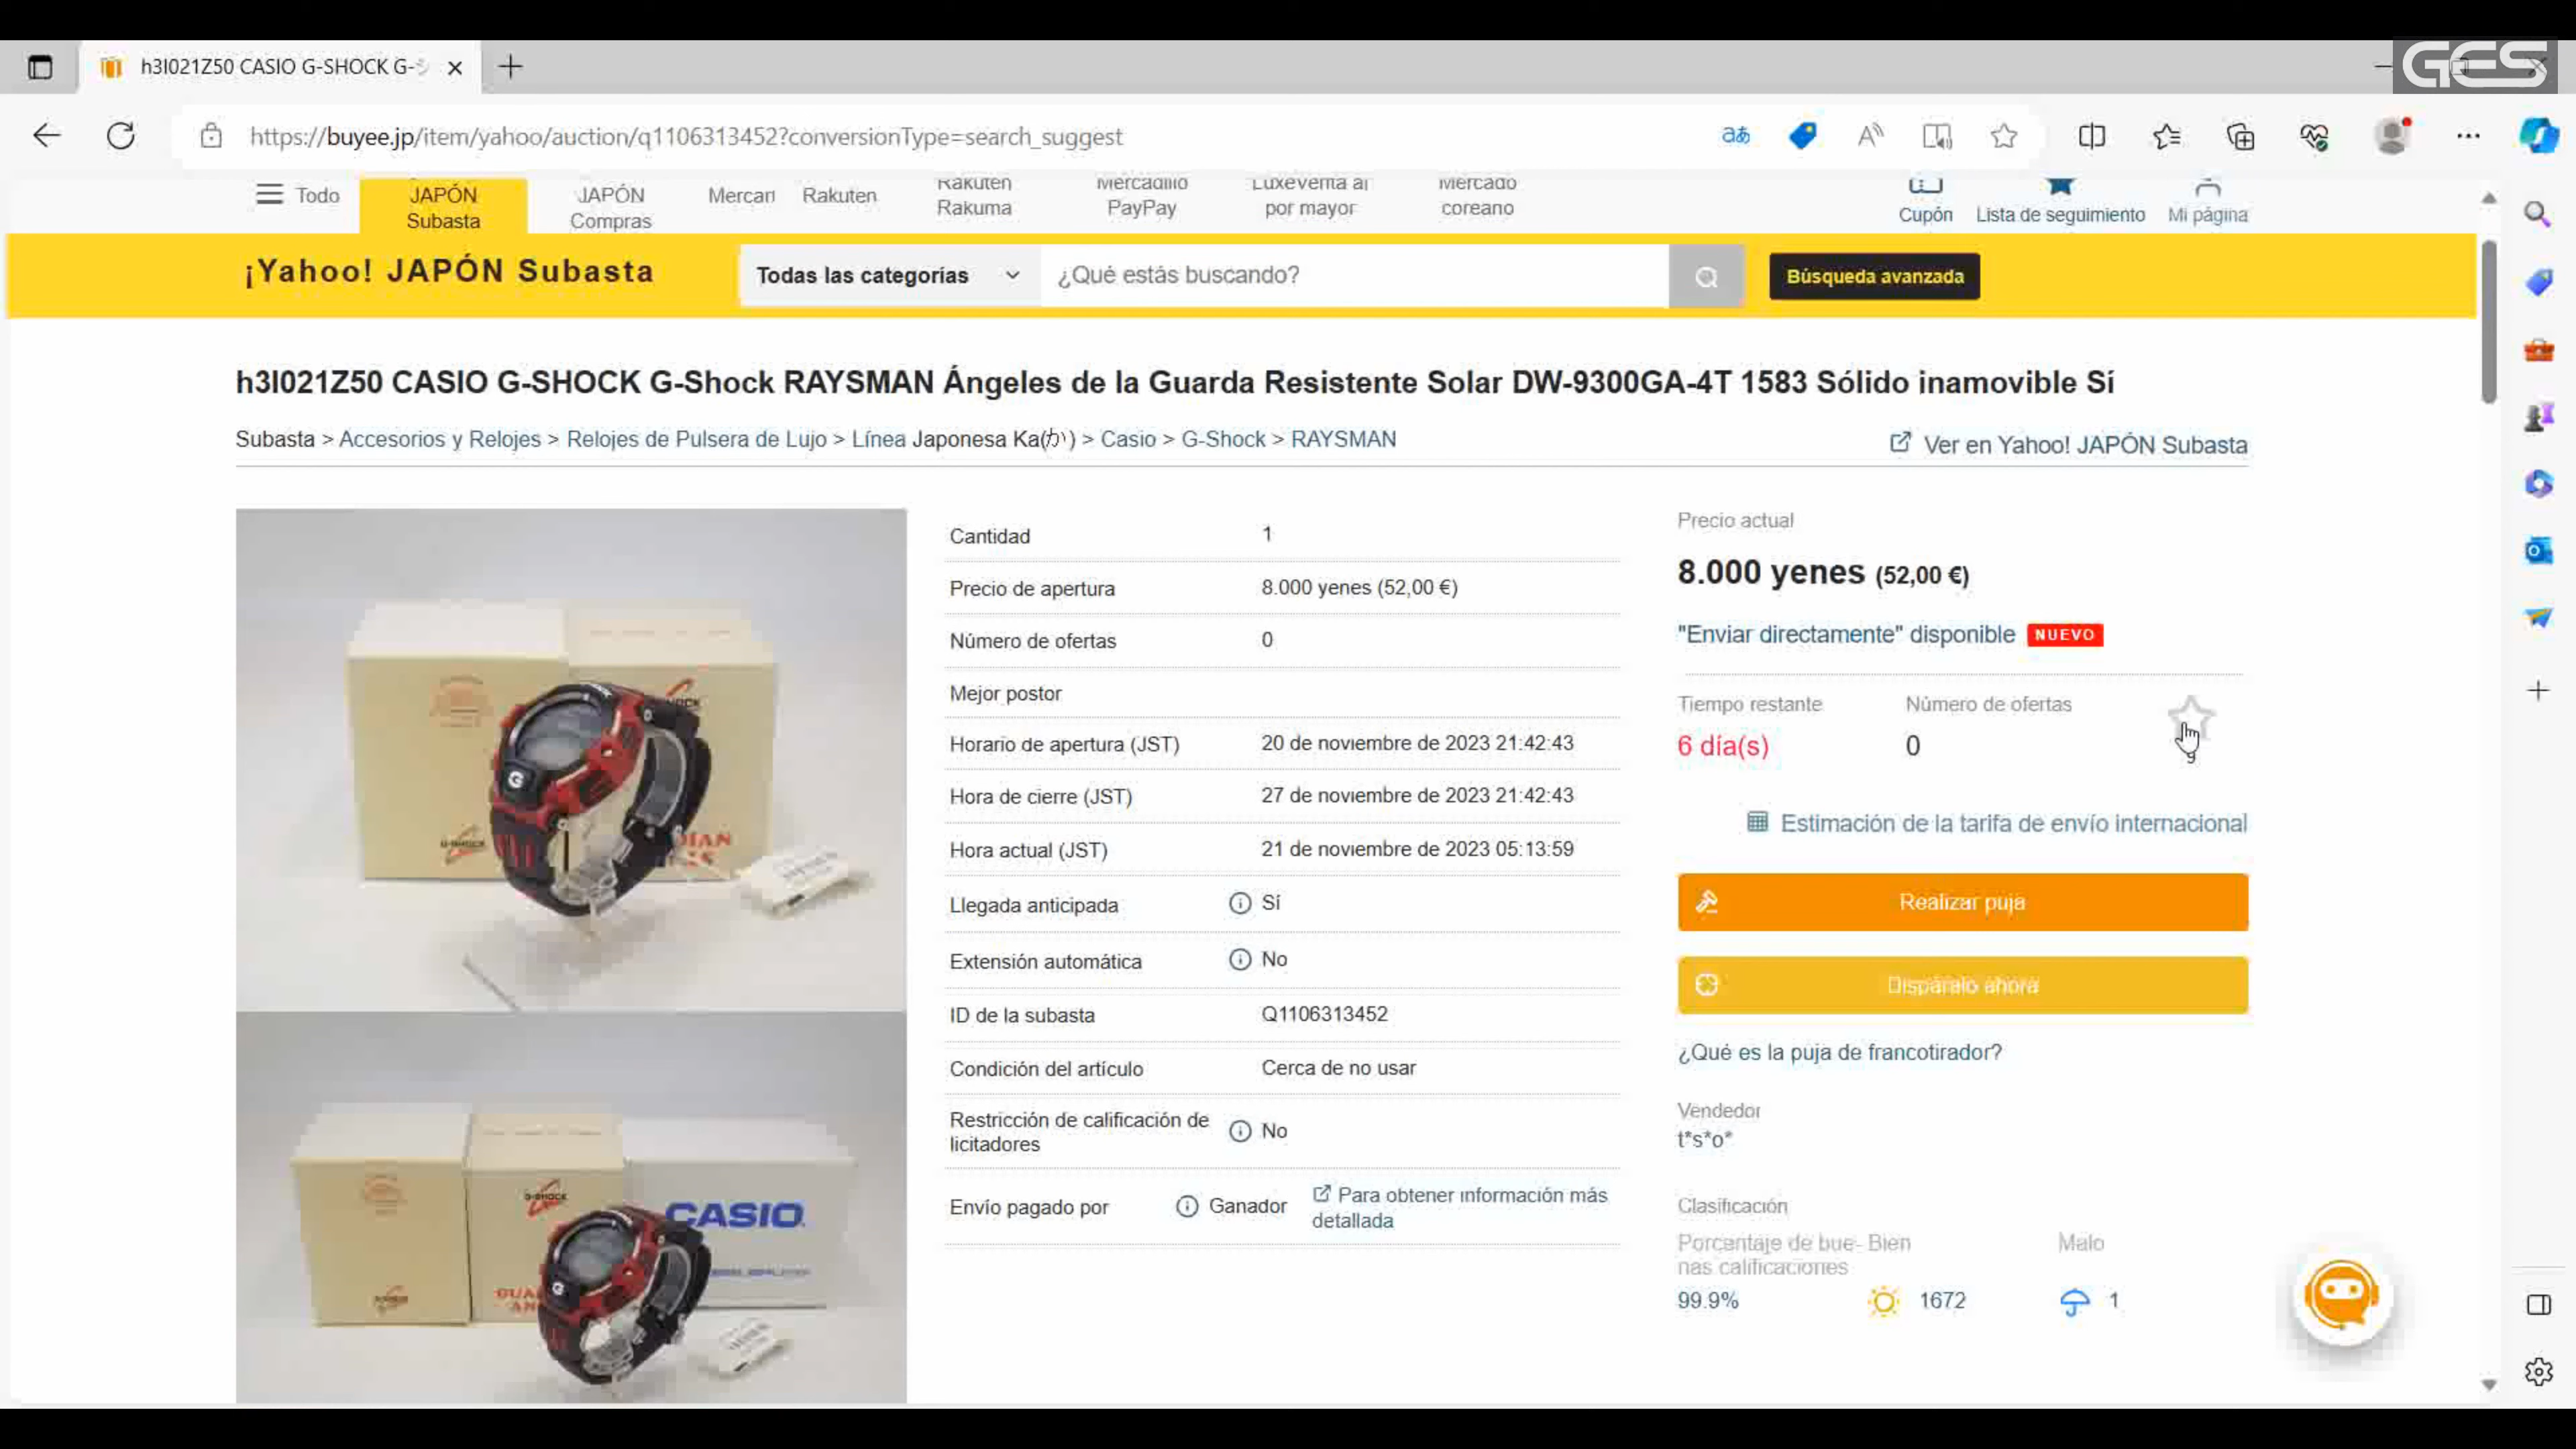 GES
h3I021Z50 CASIO G-SHOCK G-シ
https://buyee.jp/item/yahoo/auction/q1106313452?conversionType=search_suggest
Todo
JAPÓN
Subasta
JAPÓN
Compras
Mercari
Rakuten
Rakuten
Rakuma
Mercadillo
PayPay
LuxeVenta al
por mayor
Mercado
coreano
Cupón
Lista de seguimiento
Mi página
¡Yahoo! JAPÓN Subasta
Todas las categorías
¿Qué estás buscando?
Búsqueda avanzada
h3I021Z50 CASIO G-SHOCK G-Shock RAYSMAN Ángeles de la Guarda Resistente Solar DW-9300GA-4T 1583 Sólido inamovible Sí
Subasta > Accesorios y Relojes > Relojes de Pulsera de Lujo > Línea Japonesa Ka(か) > Casio > G-Shock > RAYSMAN
Ver en Yahoo! JAPÓN Subasta
Cantidad 1
Precio de apertura 8.000 yenes (52,00 €)
Número de ofertas 0
Mejor postor
Horario de apertura (JST) 20 de noviembre de 2023 21:42:43
Hora de cierre (JST) 27 de noviembre de 2023 21:42:43
Hora actual (JST) 21 de noviembre de 2023 05:13:59
Llegada anticipada Sí
Extensión automática No
ID de la subasta Q1106313452
Condición del artículo Cerca de no usar
Restricción de calificación de
licitadores No
Envío pagado por Ganador Para obtener información más
detallada
Precio actual
8.000 yenes (52,00 €)
"Enviar directamente" disponible NUEVO
Tiempo restante Número de ofertas
6 día(s) 0
Estimación de la tarifa de envío internacional
Realizar puja
Dispáralo ahora
¿Qué es la puja de francotirador?
Vendedor
t*s*o*
Clasificación
Porcentaje de bue- Bien Malo
nas calificaciones
99.9% 1672 1
G
G-SHOCK
G-SHOCK
CASIO
G